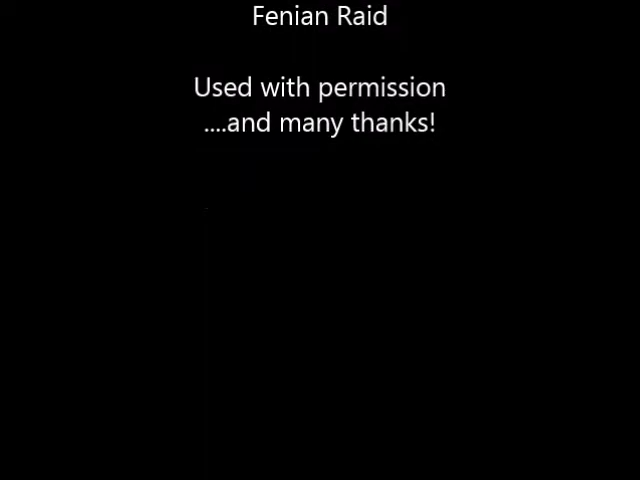 Fenian Raid
Used with permission
....and many thanks!